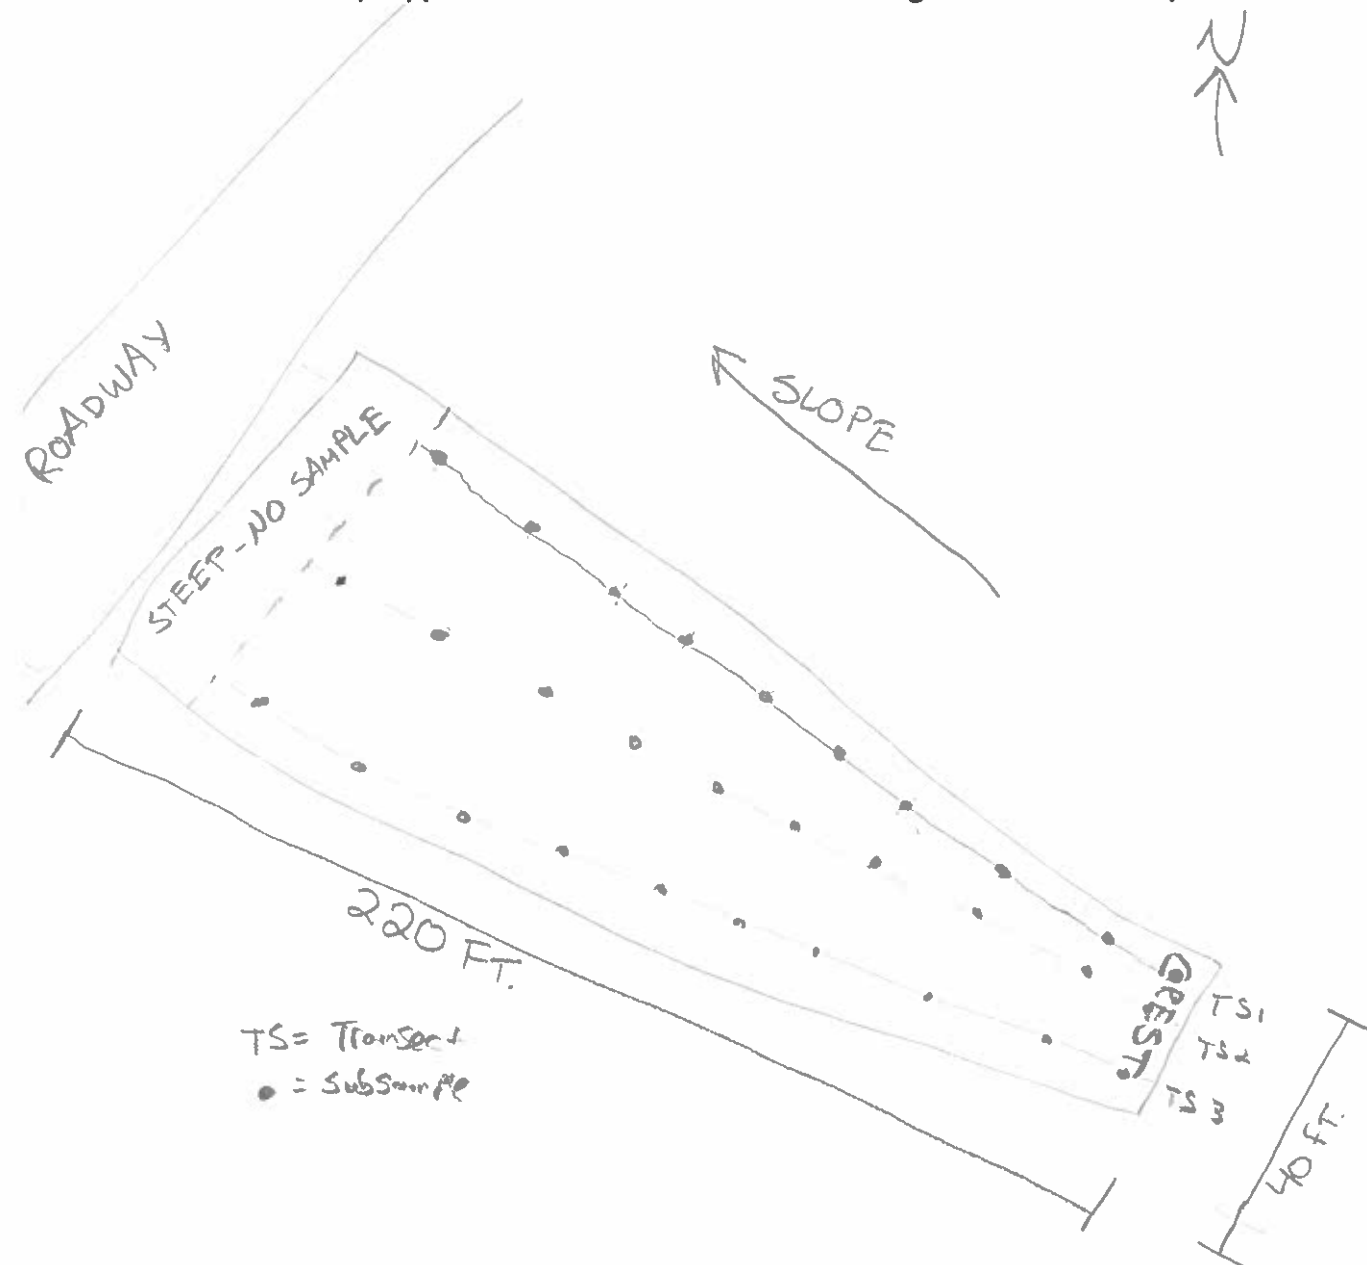 N
ROADWAY
STEEP-NO SAMPLE
SLOPE
220 FT.
CREST
TS1
TS2
TS3
40 FT.
TS= Transect
● = Subsample